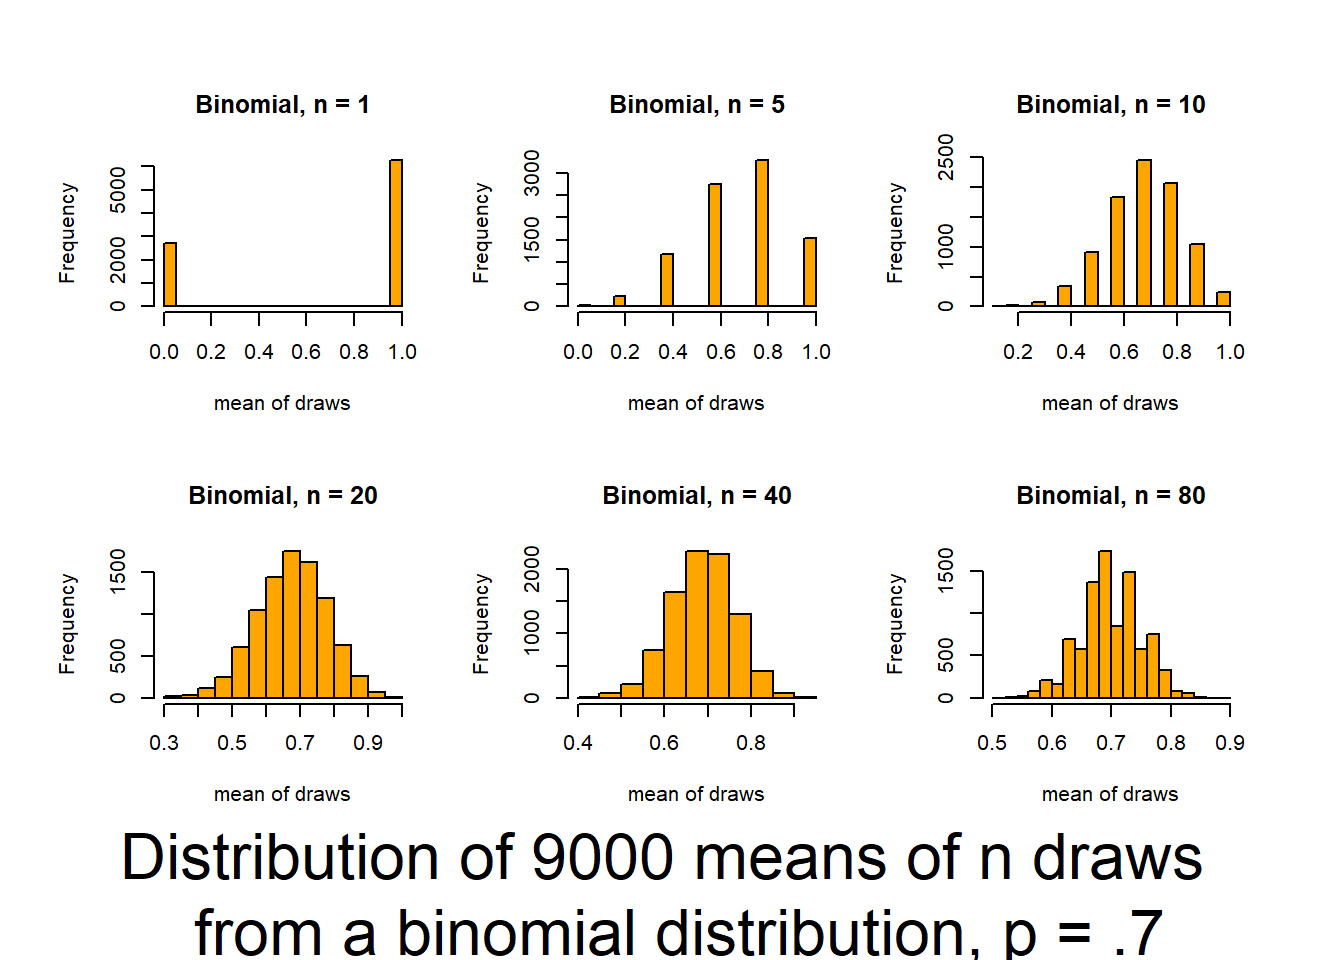 Binomial, n = 1
Frequency
0 2000 5000
0.0 0.2 0.4 0.6 0.8 1.0
mean of draws
Binomial, n = 5
Frequency
0 1500 3000
0.0 0.2 0.4 0.6 0.8 1.0
mean of draws
Binomial, n = 10
Frequency
0 1000 2500
0.2 0.4 0.6 0.8 1.0
mean of draws
Binomial, n = 20
Frequency
0 500 1500
0.3 0.5 0.7 0.9
mean of draws
Binomial, n = 40
Frequency
0 1000 2000
0.4 0.6 0.8
mean of draws
Binomial, n = 80
Frequency
0 500 1500
0.5 0.6 0.7 0.8 0.9
mean of draws
Distribution of 9000 means of n draws
from a binomial distribution, p = .7